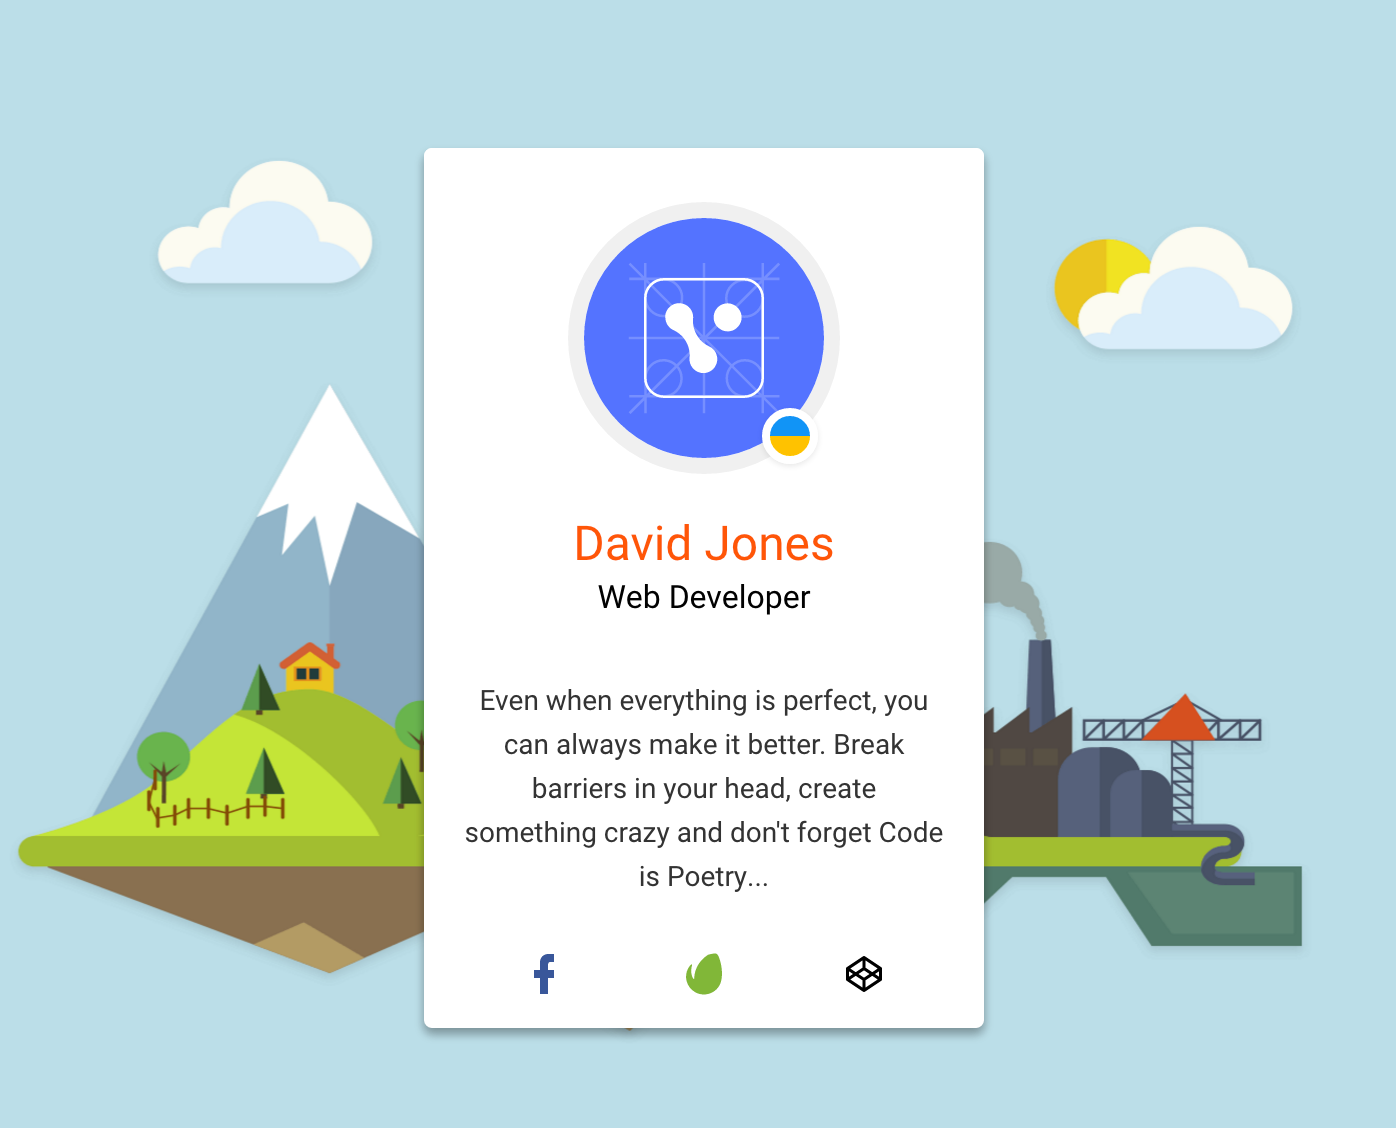 David Jones
Web Developer
Even when everything is perfect, you
can always make it better. Break
barriers in your head, create
something crazy and don't forget Code
is Poetry...